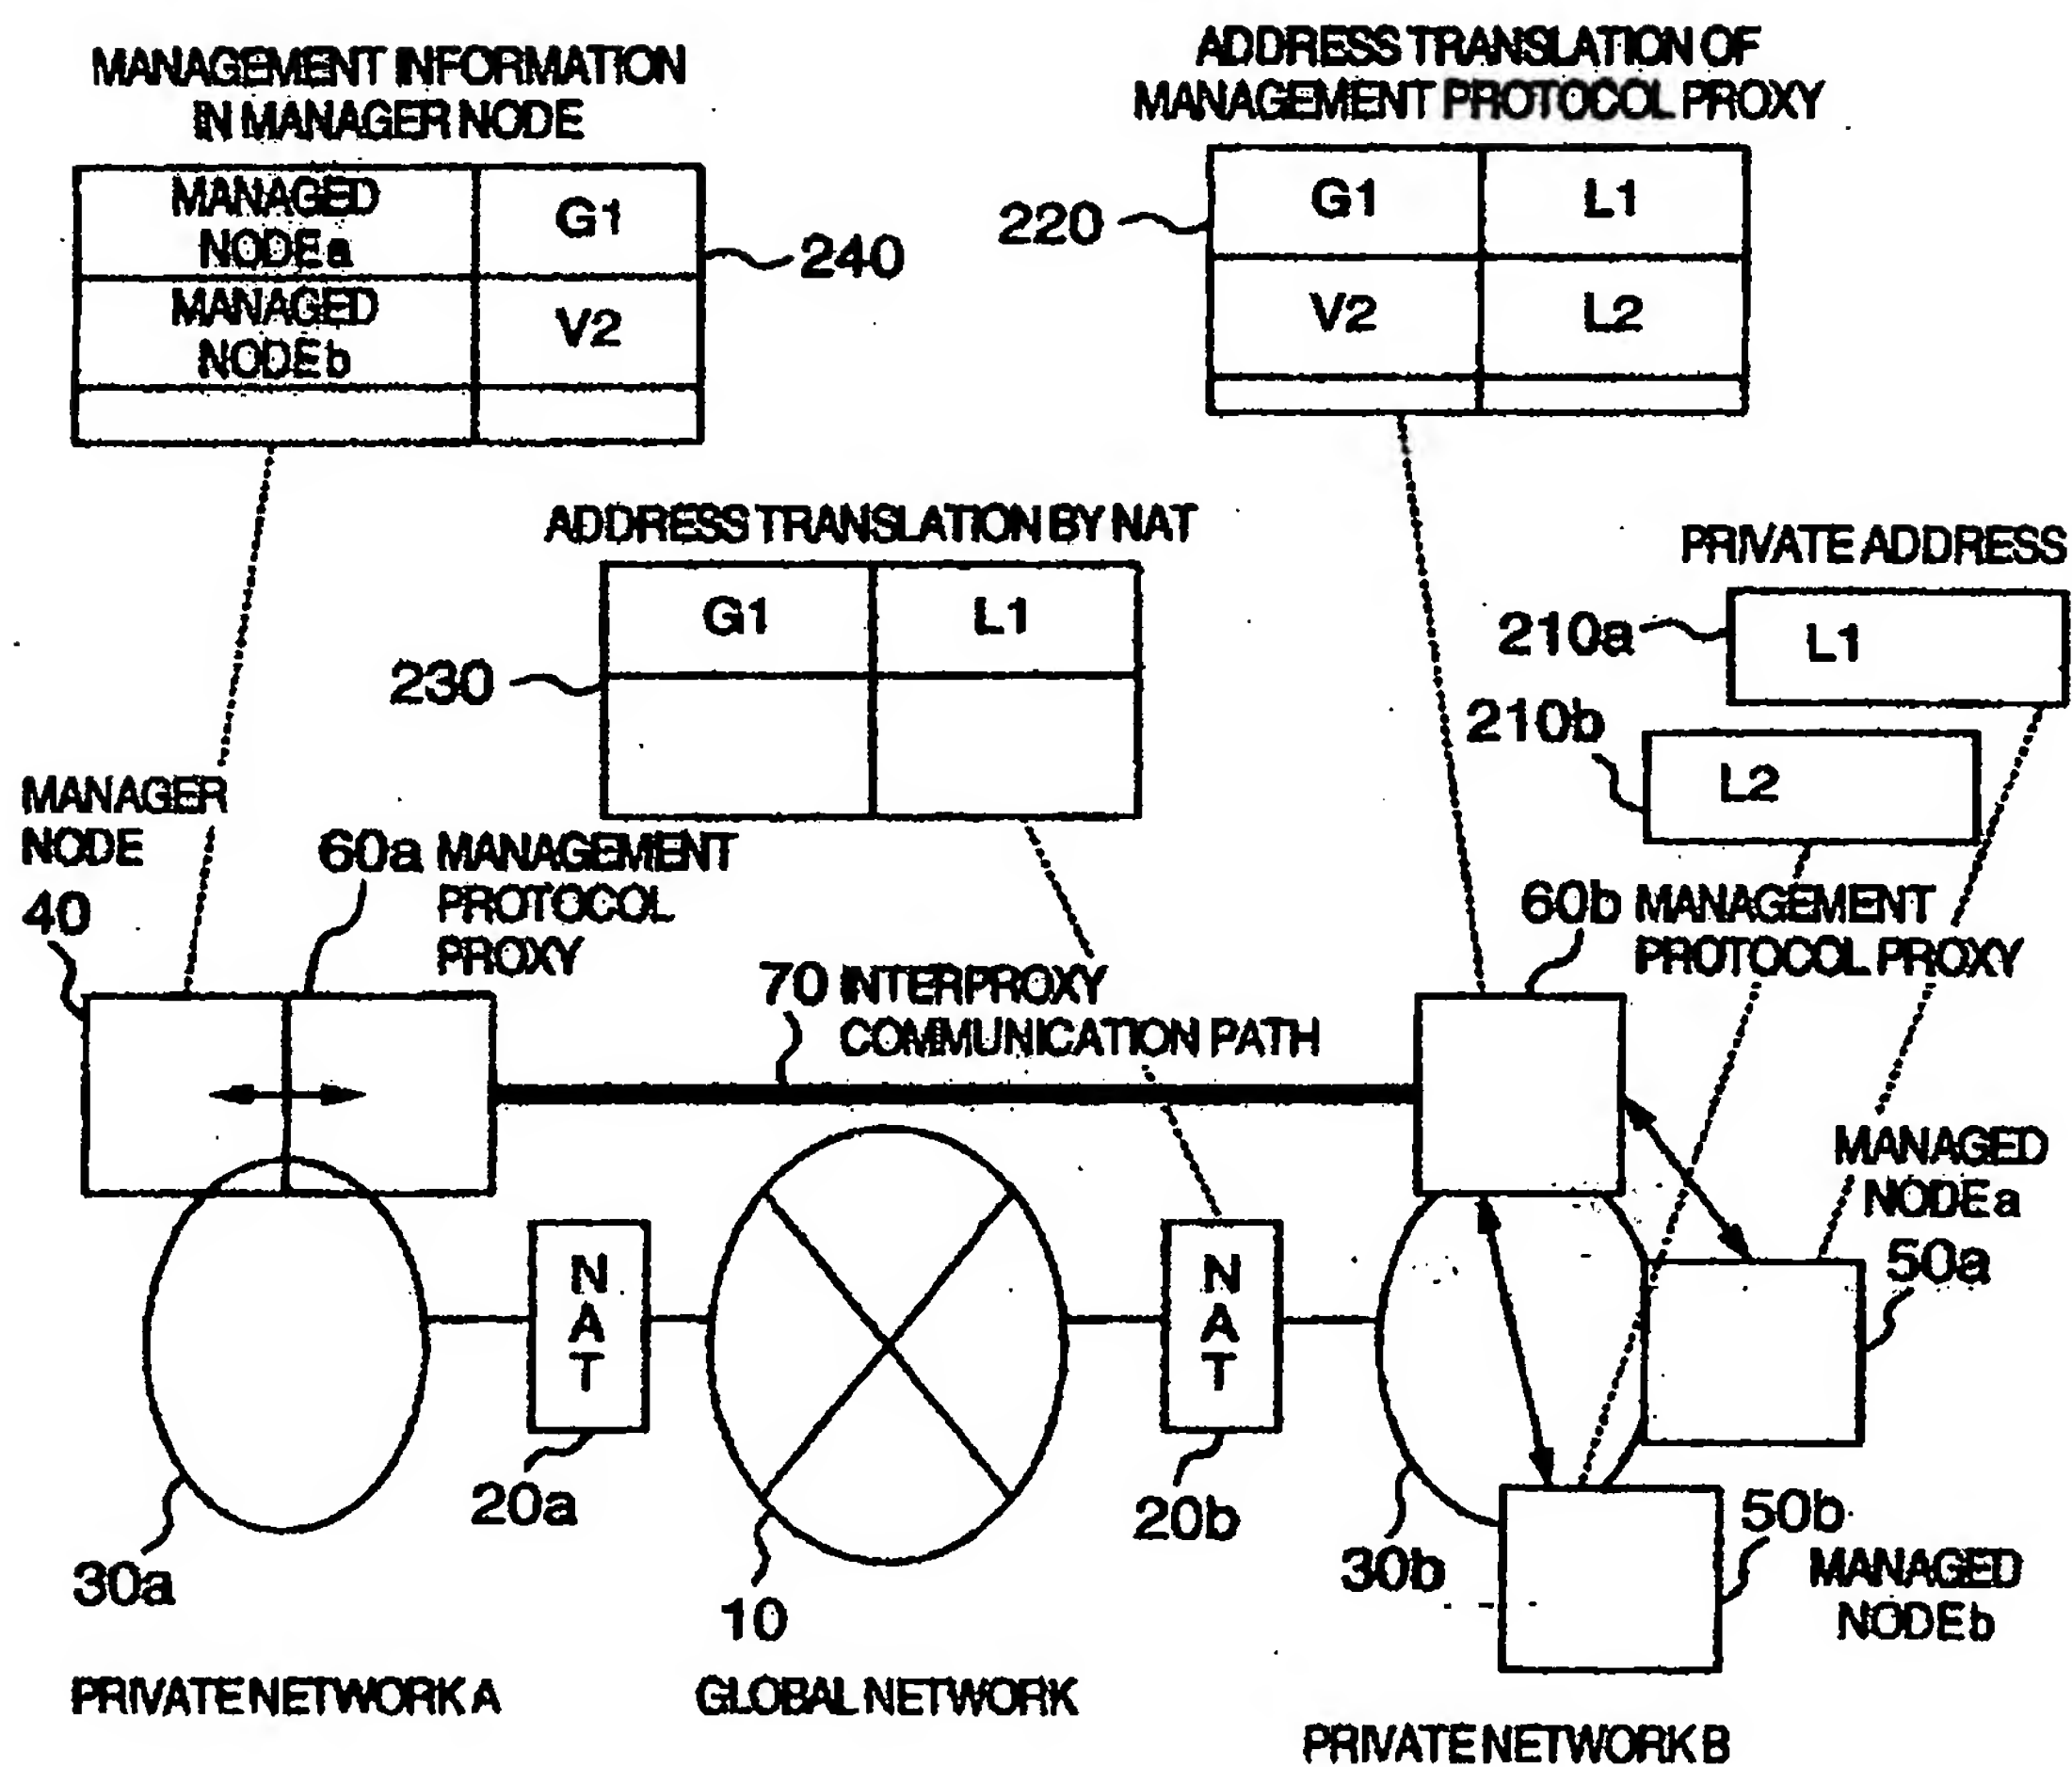 MANAGEMENT INFORMATION
IN MANAGER NODE
MANAGED
NODE a
G1
MANAGED
NODE b
V2
240
ADDRESS TRANSLATION OF
MANAGEMENT PROTOCOL PROXY
220
G1
L1
V2
L2
ADDRESS TRANSLATION BY NAT
G1
L1
230
PRIVATE ADDRESS
210a
L1
210b
L2
MANAGER
NODE
40
60a MANAGEMENT
PROTOCOL
PROXY
70 INTERPROXY
COMMUNICATION PATH
60b MANAGEMENT
PROTOCOL PROXY
MANAGED
NODE a
50a
N
A
T
20a
N
A
T
20b
30a
10
30b
50b
MANAGED
NODE b
PRIVATE NETWORK A
GLOBAL NETWORK
PRIVATE NETWORK B